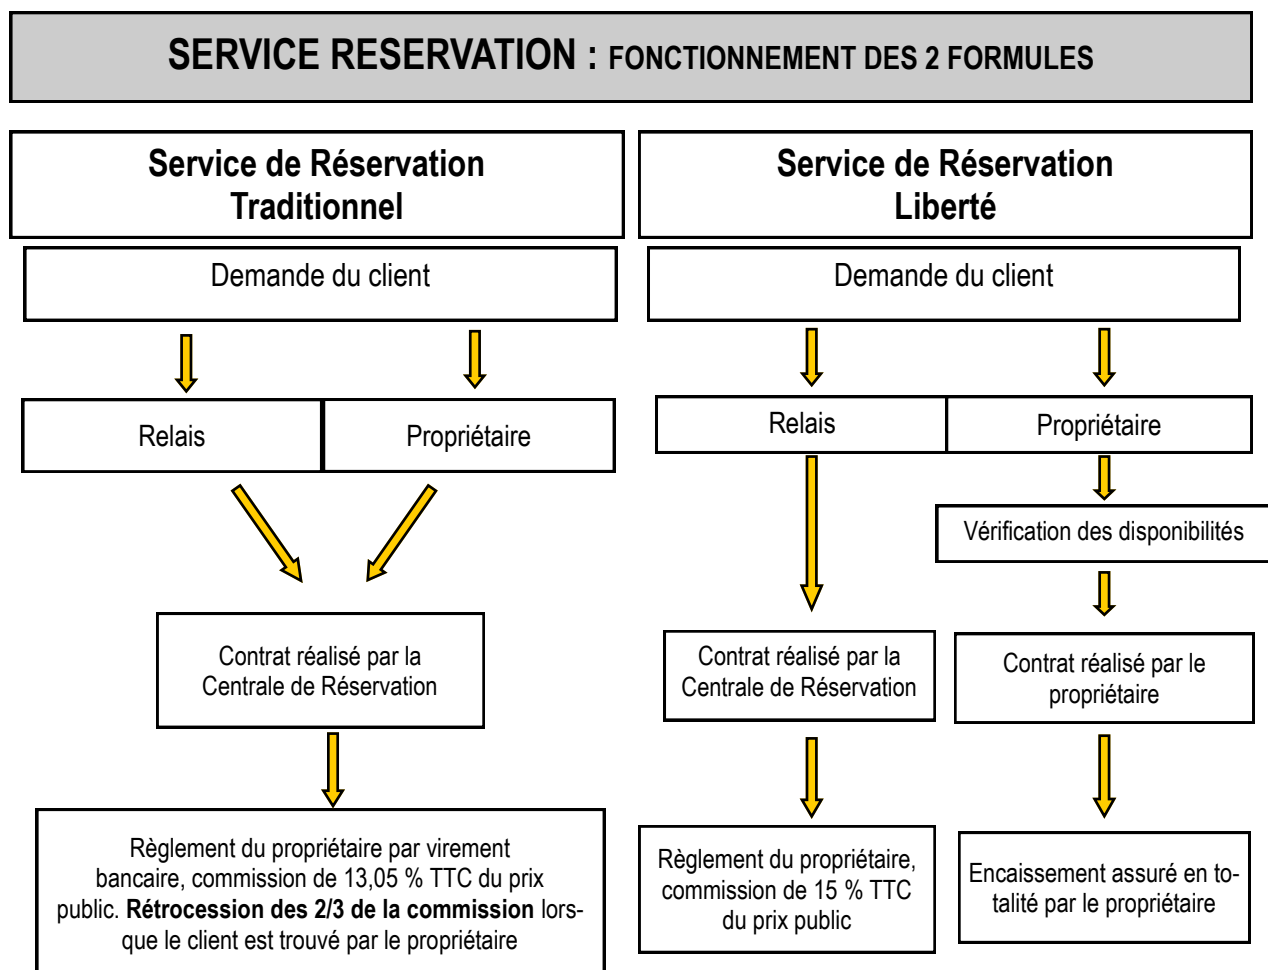 SERVICE RESERVATION : FONCTIONNEMENT DES 2 FORMULES
Service de Réservation
Traditionnel
Demande du client
Relais
Propriétaire
Contrat réalisé par la
Centrale de Réservation
Règlement du propriétaire par virement
bancaire, commission de 13,05 % TTC du prix
public. Rétrocession des 2/3 de la commission lors-
que le client est trouvé par le propriétaire
Service de Réservation
Liberté
Demande du client
Relais
Propriétaire
Vérification des disponibilités
Contrat réalisé par la
Centrale de Réservation
Contrat réalisé par le
propriétaire
Règlement du propriétaire,
commission de 15 % TTC
du prix public
Encaissement assuré en to-
talité par le propriétaire